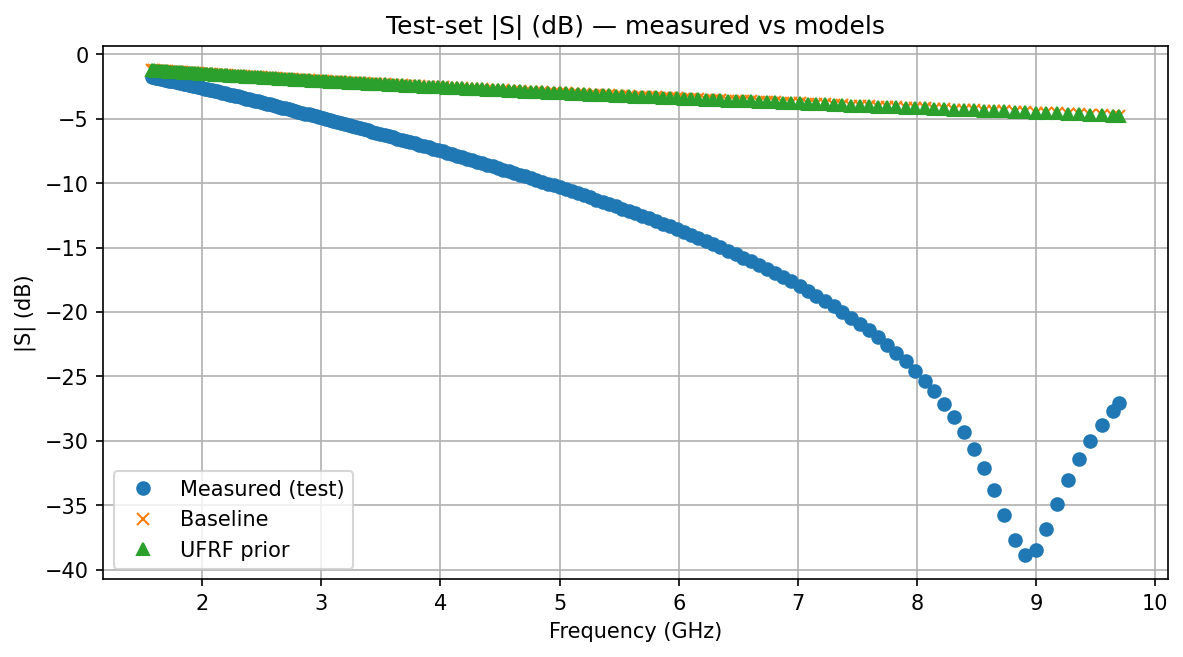 Test-set |S| (dB) — measured vs models
0
−5
−10
−15
−20
−25
−30
−35
−40
|S| (dB)
Measured (test)
Baseline
UFRF prior
2 3 4 5 6 7 8 9 10
Frequency (GHz)